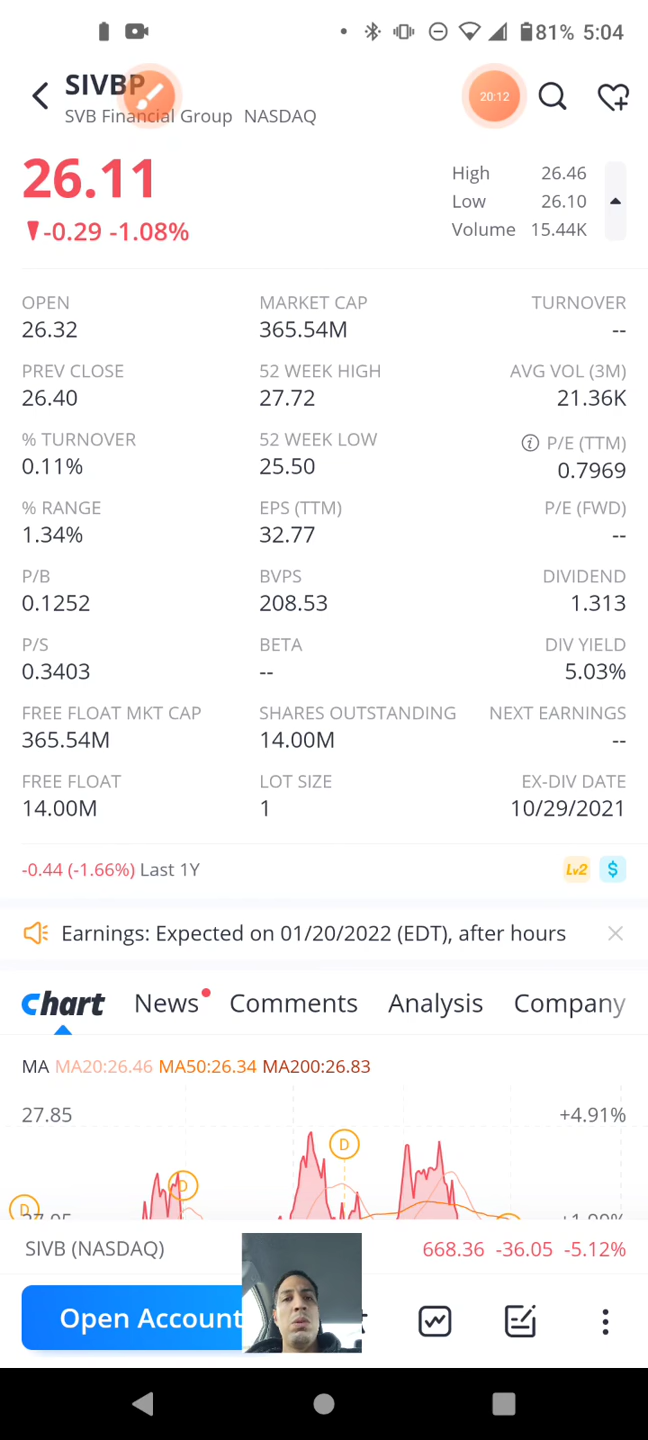 81% 5:04
SIVBP
20:12
SVB Financial Group NASDAQ
26.11
-0.29 -1.08%
High 26.46
Low 26.10
Volume 15.44K
OPEN MARKET CAP TURNOVER
26.32 365.54M --
PREV CLOSE 52 WEEK HIGH AVG VOL (3M)
26.40 27.72 21.36K
% TURNOVER 52 WEEK LOW P/E (TTM)
0.11% 25.50 0.7969
% RANGE EPS (TTM) P/E (FWD)
1.34% 32.77 --
P/B BVPS DIVIDEND
0.1252 208.53 1.313
P/S BETA DIV YIELD
0.3403 -- 5.03%
FREE FLOAT MKT CAP SHARES OUTSTANDING NEXT EARNINGS
365.54M 14.00M --
FREE FLOAT LOT SIZE EX-DIV DATE
14.00M 1 10/29/2021
-0.44 (-1.66%) Last 1Y Lv2 $
Earnings: Expected on 01/20/2022 (EDT), after hours
Chart News Comments Analysis Company
MA MA20:26.46 MA50:26.34 MA200:26.83
27.85 +4.91%
D
D
D
SIVB (NASDAQ) 668.36 -36.05 -5.12%
Open Account